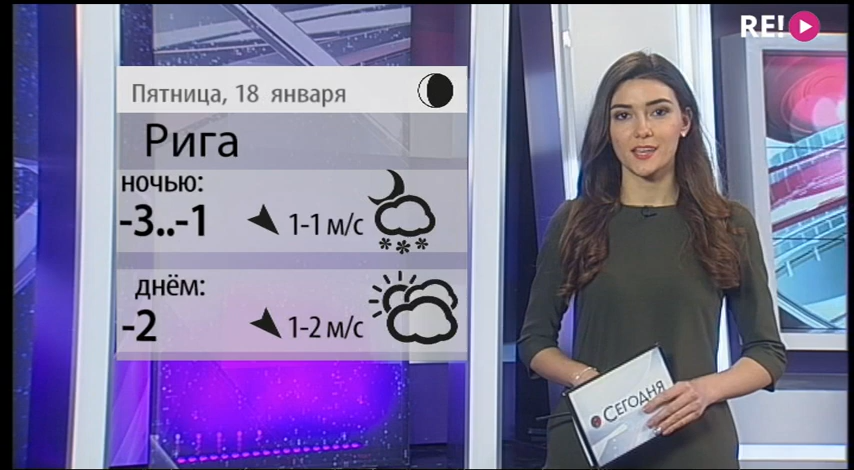 RE!
Пятница, 18 января
Рига
ночью:
-3..-1
1-1 м/с
днём:
-2
1-2 м/с
СЕГОДНЯ